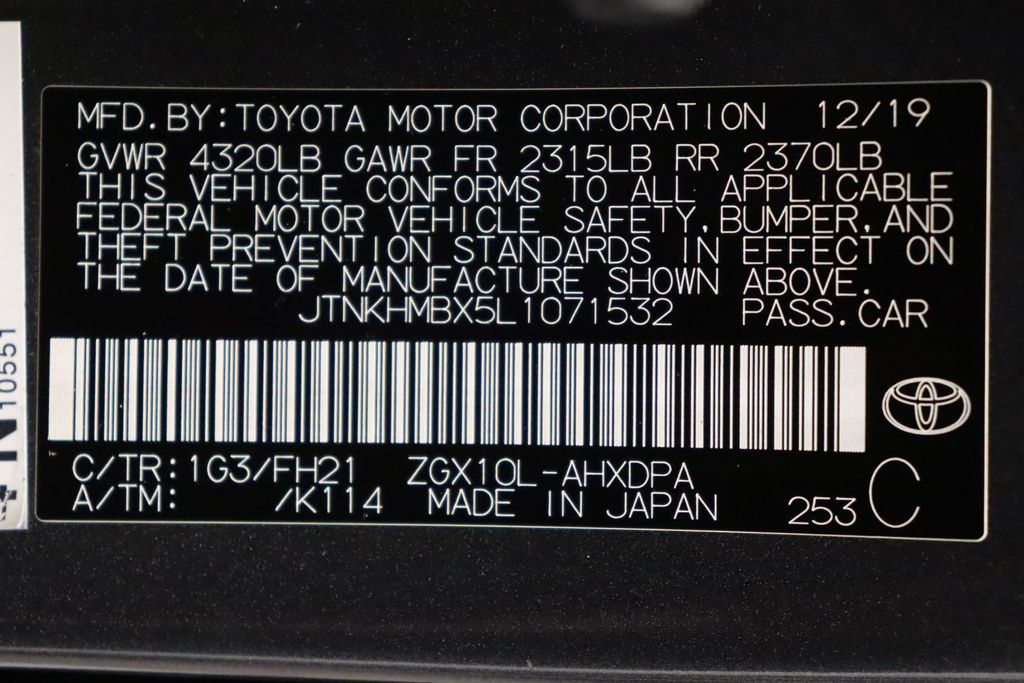 MFD.BY:TOYOTA MOTOR CORPORATION 12/19
GVWR 4320LB GAWR FR 2315LB RR 2370LB
THIS VEHICLE CONFORMS TO ALL APPLICABLE
FEDERAL MOTOR VEHICLE SAFETY,BUMPER,AND
THEFT PREVENTION STANDARDS IN EFFECT ON
THE DATE OF MANUFACTURE SHOWN ABOVE.
JTNKHMBX5L1071532 PASS.CAR
C/TR:1G3/FH21 ZGX10L-AHXDPA
A/TM: /K114 MADE IN JAPAN 253 C
10551